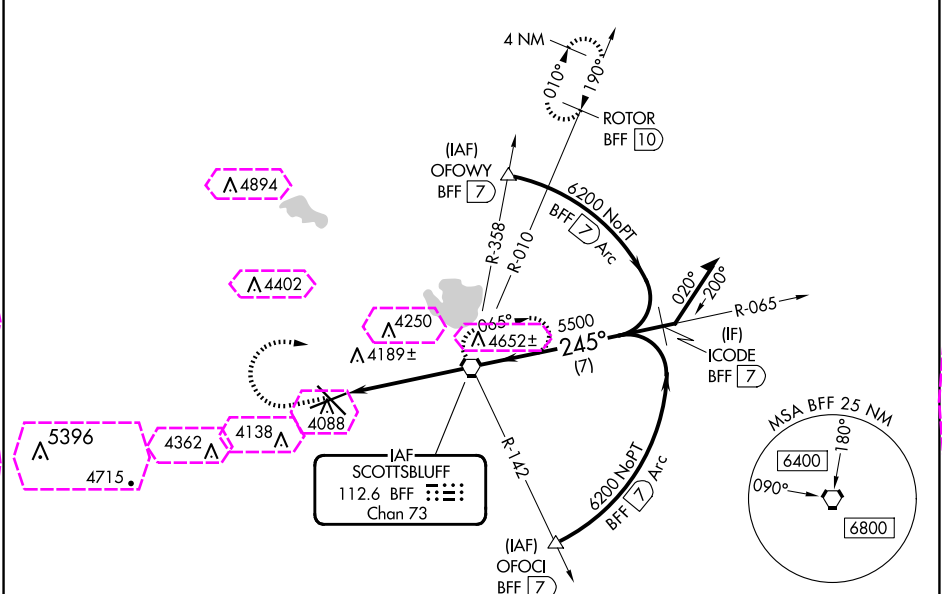 4 NM
010°
190°
ROTOR
BFF 10
(IAF)
OFOWY
BFF 7
6200 NoPT
BFF 7 Arc
R-358
R-010
4894
4402
4250
4189±
065°
4652±
5500
245°
(7)
020°
200°
R-065
(IF)
ICODE
BFF 7
4088
4138
4362
5396
4715
IAF
SCOTTSBLUFF
112.6 BFF
Chan 73
R-142
6200 NoPT
BFF 7 Arc
(IAF)
OFOCI
BFF 7
MSA BFF 25 NM
180°
6400
090°
6800